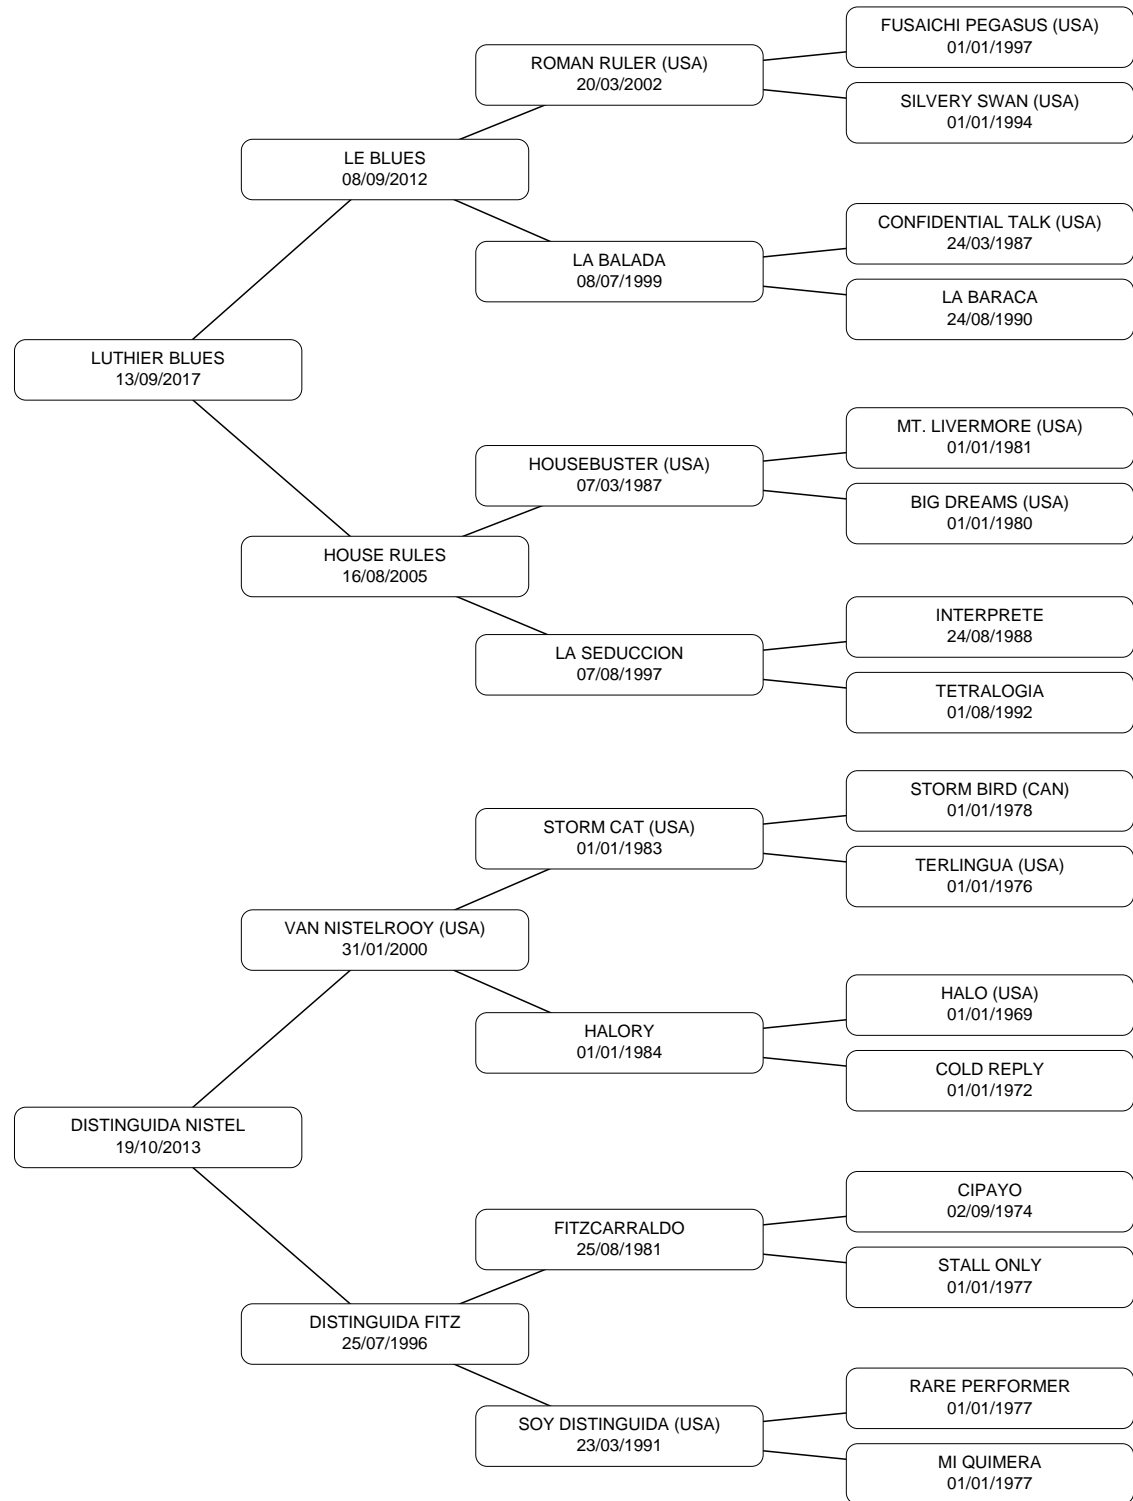 FUSAICHI PEGASUS (USA)
01/01/1997
ROMAN RULER (USA)
20/03/2002
SILVERY SWAN (USA)
01/01/1994
LE BLUES
08/09/2012
CONFIDENTIAL TALK (USA)
24/03/1987
LA BALADA
08/07/1999
LA BARACA
24/08/1990
LUTHIER BLUES
13/09/2017
MT. LIVERMORE (USA)
01/01/1981
HOUSEBUSTER (USA)
07/03/1987
BIG DREAMS (USA)
01/01/1980
HOUSE RULES
16/08/2005
INTERPRETE
24/08/1988
LA SEDUCCION
07/08/1997
TETRALOGIA
01/08/1992
STORM BIRD (CAN)
01/01/1978
STORM CAT (USA)
01/01/1983
TERLINGUA (USA)
01/01/1976
VAN NISTELROOY (USA)
31/01/2000
HALO (USA)
01/01/1969
HALORY
01/01/1984
COLD REPLY
01/01/1972
DISTINGUIDA NISTEL
19/10/2013
CIPAYO
02/09/1974
FITZCARRALDO
25/08/1981
STALL ONLY
01/01/1977
DISTINGUIDA FITZ
25/07/1996
RARE PERFORMER
01/01/1977
SOY DISTINGUIDA (USA)
23/03/1991
MI QUIMERA
01/01/1977